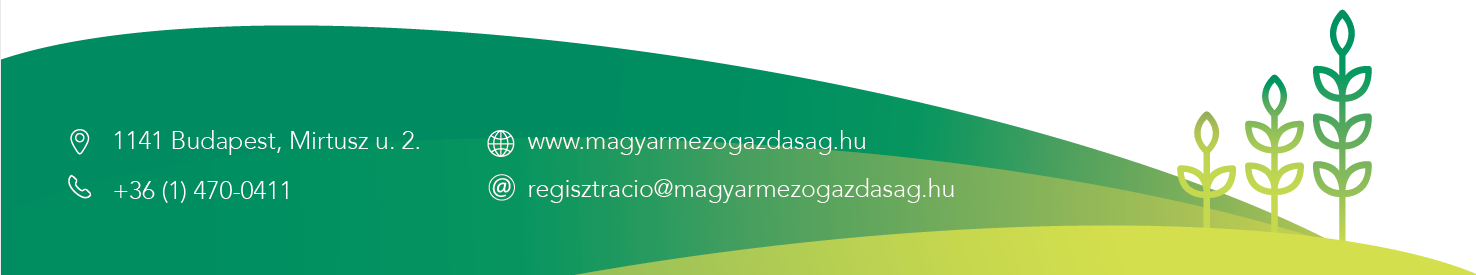 1141 Budapest, Mirtusz u. 2.
+36 (1) 470-0411
www.magyarmezogazdasag.hu
regisztracio@magyarmezogazdasag.hu